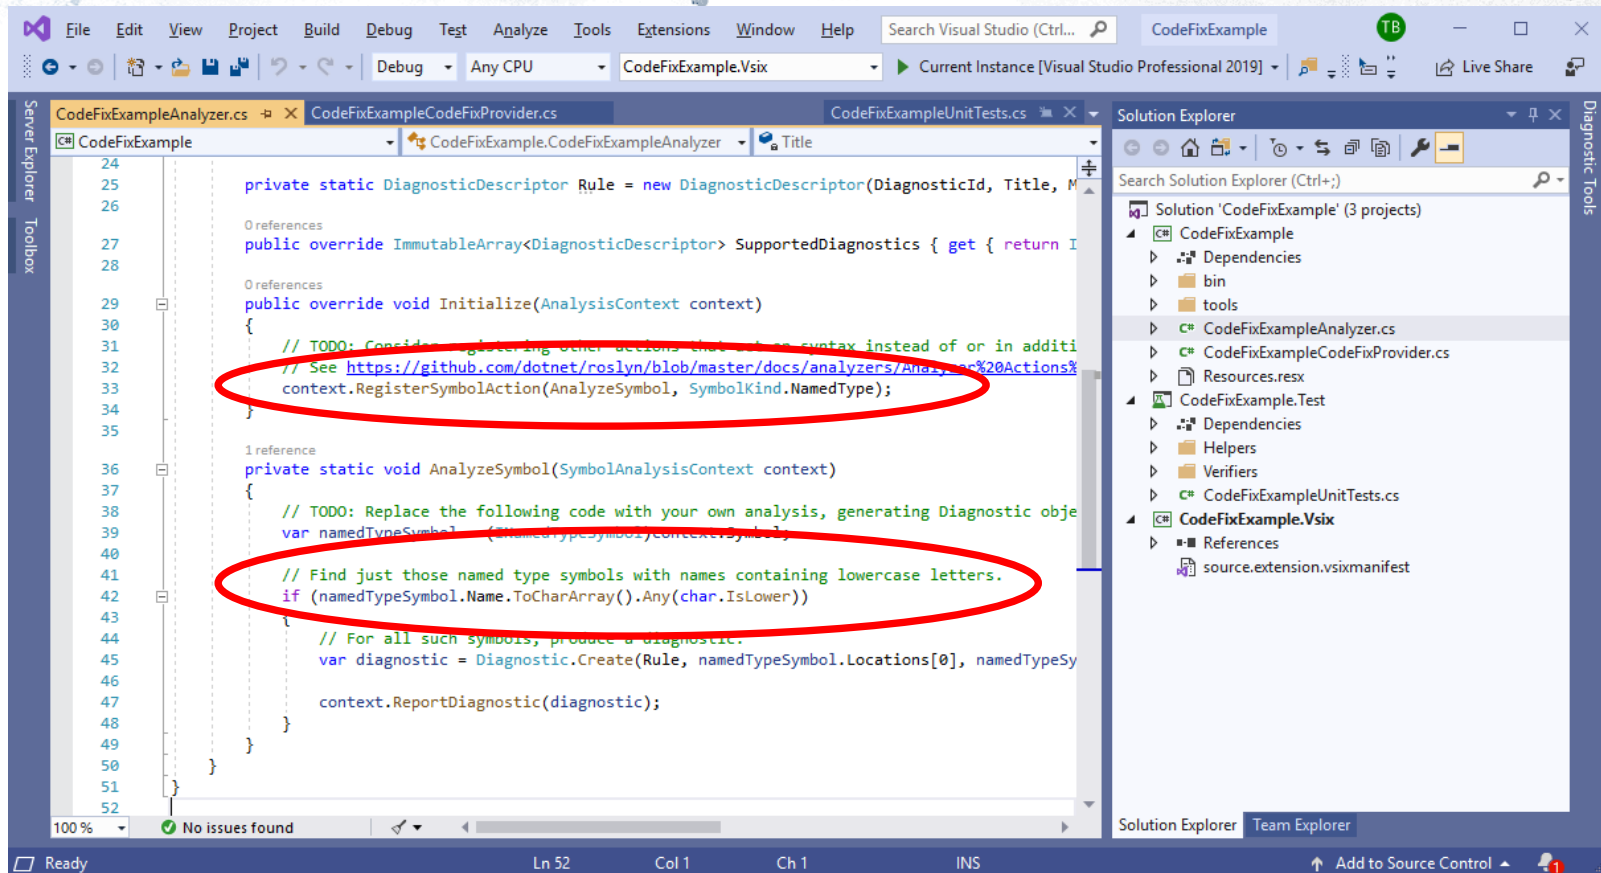 File Edit View Project Build Debug Test Analyze Tools Extensions Window Help Search Visual Studio (Ctrl... CodeFixExample TB
Debug Any CPU CodeFixExample.Vsix Current Instance [Visual Studio Professional 2019] Live Share
Server Explorer
Toolbox
CodeFixExampleAnalyzer.cs CodeFixExampleCodeFixProvider.cs CodeFixExampleUnitTests.cs
C# CodeFixExample CodeFixExample.CodeFixExampleAnalyzer Title
24
25 private static DiagnosticDescriptor Rule = new DiagnosticDescriptor(DiagnosticId, Title, M
26
0 references
27 public override ImmutableArray<DiagnosticDescriptor> SupportedDiagnostics { get { return I
28
0 references
29 public override void Initialize(AnalysisContext context)
30 {
31 // TODO: Consider registering other actions that act on syntax instead of or in additi
32 // See https://github.com/dotnet/roslyn/blob/master/docs/analyzers/Analyzer%20Actions%
33 context.RegisterSymbolAction(AnalyzeSymbol, SymbolKind.NamedType);
34 }
35
1 reference
36 private static void AnalyzeSymbol(SymbolAnalysisContext context)
37 {
38 // TODO: Replace the following code with your own analysis, generating Diagnostic obje
39 var namedTypeSymbol = (INamedTypeSymbol)context.Symbol;
40
41 // Find just those named type symbols with names containing lowercase letters.
42 if (namedTypeSymbol.Name.ToCharArray().Any(char.IsLower))
43 {
44 // For all such symbols, produce a diagnostic.
45 var diagnostic = Diagnostic.Create(Rule, namedTypeSymbol.Locations[0], namedTypeSy
46
47 context.ReportDiagnostic(diagnostic);
48 }
49 }
50 }
51 }
52
100 % No issues found
Solution Explorer
Search Solution Explorer (Ctrl+;)
Solution 'CodeFixExample' (3 projects)
C# CodeFixExample
Dependencies
bin
tools
C# CodeFixExampleAnalyzer.cs
C# CodeFixExampleCodeFixProvider.cs
Resources.resx
CodeFixExample.Test
Dependencies
Helpers
Verifiers
C# CodeFixExampleUnitTests.cs
C# CodeFixExample.Vsix
References
source.extension.vsixmanifest
Solution Explorer Team Explorer
Diagnostic Tools
Ready Ln 52 Col 1 Ch 1 INS Add to Source Control 1